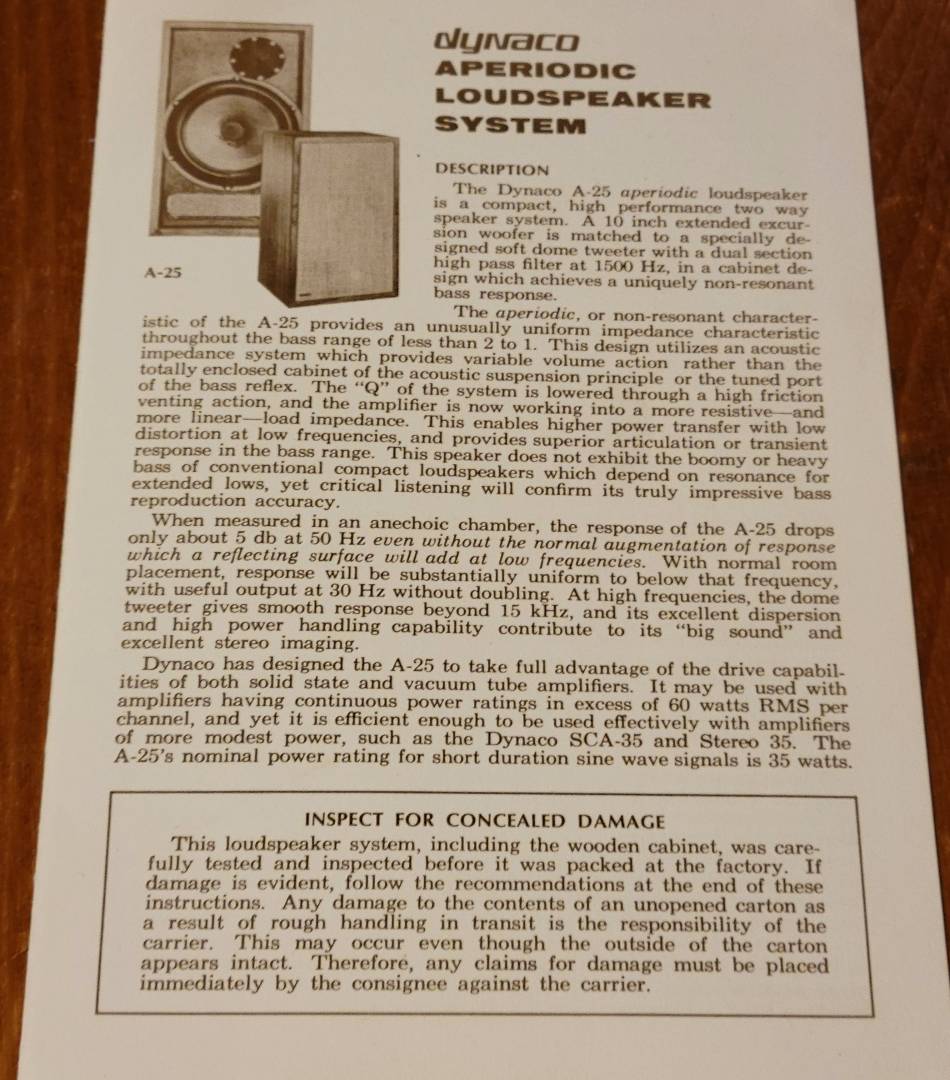 dynaco
APERIODIC
LOUDSPEAKER
SYSTEM
DESCRIPTION
The Dynaco A-25 aperiodic loudspeaker
is a compact, high performance two way
speaker system. A 10 inch extended excur-
sion woofer is matched to a specially de-
signed soft dome tweeter with a dual section
high pass filter at 1500 Hz, in a cabinet de-
sign which achieves a uniquely non-resonant
bass response.
A-25
The aperiodic, or non-resonant character-
istic of the A-25 provides an unusually uniform impedance characteristic
throughout the bass range of less than 2 to 1. This design utilizes an acoustic
impedance system which provides variable volume action rather than the
totally enclosed cabinet of the acoustic suspension principle or the tuned port
of the bass reflex. The "Q" of the system is lowered through a high friction
venting action, and the amplifier is now working into a more resistive—and
more linear—load impedance. This enables higher power transfer with low
distortion at low frequencies, and provides superior articulation or transient
response in the bass range. This speaker does not exhibit the boomy or heavy
bass of conventional compact loudspeakers which depend on resonance for
extended lows, yet critical listening will confirm its truly impressive bass
reproduction accuracy.
When measured in an anechoic chamber, the response of the A-25 drops
only about 5 db at 50 Hz even without the normal augmentation of response
which a reflecting surface will add at low frequencies. With normal room
placement, response will be substantially uniform to below that frequency,
with useful output at 30 Hz without doubling. At high frequencies, the dome
tweeter gives smooth response beyond 15 kHz, and its excellent dispersion
and high power handling capability contribute to its "big sound" and
excellent stereo imaging.
Dynaco has designed the A-25 to take full advantage of the drive capabil-
ities of both solid state and vacuum tube amplifiers. It may be used with
amplifiers having continuous power ratings in excess of 60 watts RMS per
channel, and yet it is efficient enough to be used effectively with amplifiers
of more modest power, such as the Dynaco SCA-35 and Stereo 35. The
A-25's nominal power rating for short duration sine wave signals is 35 watts.
INSPECT FOR CONCEALED DAMAGE
This loudspeaker system, including the wooden cabinet, was care-
fully tested and inspected before it was packed at the factory. If
damage is evident, follow the recommendations at the end of these
instructions. Any damage to the contents of an unopened carton as
a result of rough handling in transit is the responsibility of the
carrier. This may occur even though the outside of the carton
appears intact. Therefore, any claims for damage must be placed
immediately by the consignee against the carrier.